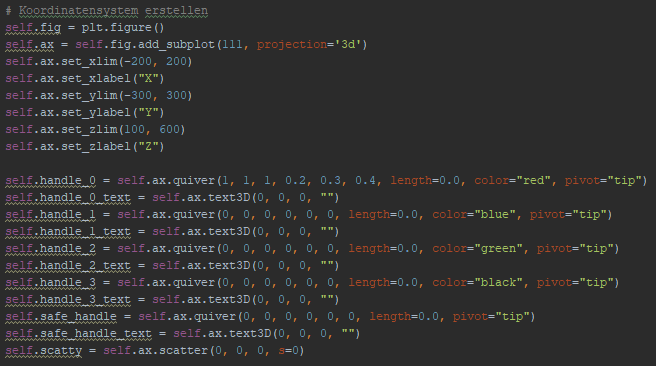 # Koordinatensystem erstellen
self.fig = plt.figure()
self.ax = self.fig.add_subplot(111, projection='3d')
self.ax.set_xlim(-200, 200)
self.ax.set_xlabel("X")
self.ax.set_ylim(-300, 300)
self.ax.set_ylabel("Y")
self.ax.set_zlim(100, 600)
self.ax.set_zlabel("Z")

self.handle_0 = self.ax.quiver(1, 1, 1, 0.2, 0.3, 0.4, length=0.0, color="red", pivot="tip")
self.handle_0_text = self.ax.text3D(0, 0, 0, "")
self.handle_1 = self.ax.quiver(0, 0, 0, 0, 0, 0, length=0.0, color="blue", pivot="tip")
self.handle_1_text = self.ax.text3D(0, 0, 0, "")
self.handle_2 = self.ax.quiver(0, 0, 0, 0, 0, 0, length=0.0, color="green", pivot="tip")
self.handle_2_text = self.ax.text3D(0, 0, 0, "")
self.handle_3 = self.ax.quiver(0, 0, 0, 0, 0, 0, length=0.0, color="black", pivot="tip")
self.handle_3_text = self.ax.text3D(0, 0, 0, "")
self.safe_handle = self.ax.quiver(0, 0, 0, 0, 0, 0, length=0.0, pivot="tip")
self.safe_handle_text = self.ax.text3D(0, 0, 0, "")
self.scatty = self.ax.scatter(0, 0, 0, s=0)